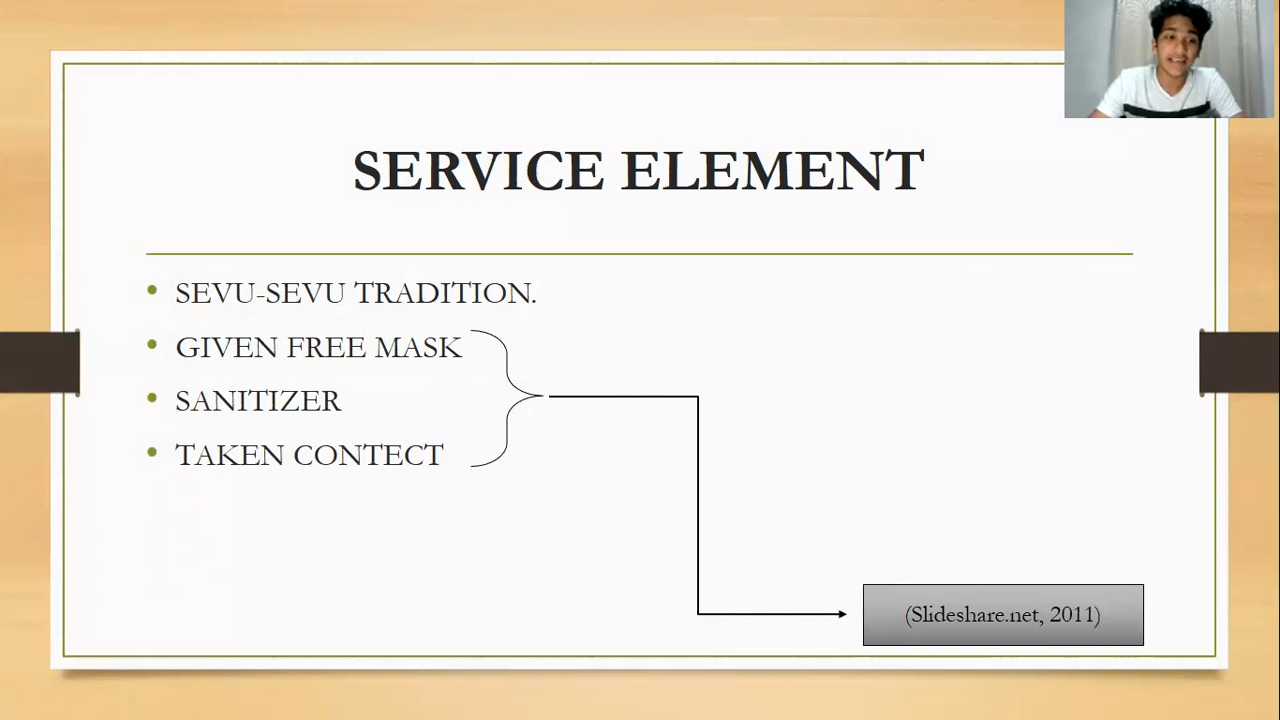 SERVICE ELEMENT
SEVU-SEVU TRADITION.
GIVEN FREE MASK
SANITIZER
TAKEN CONTECT
(Slideshare.net, 2011)